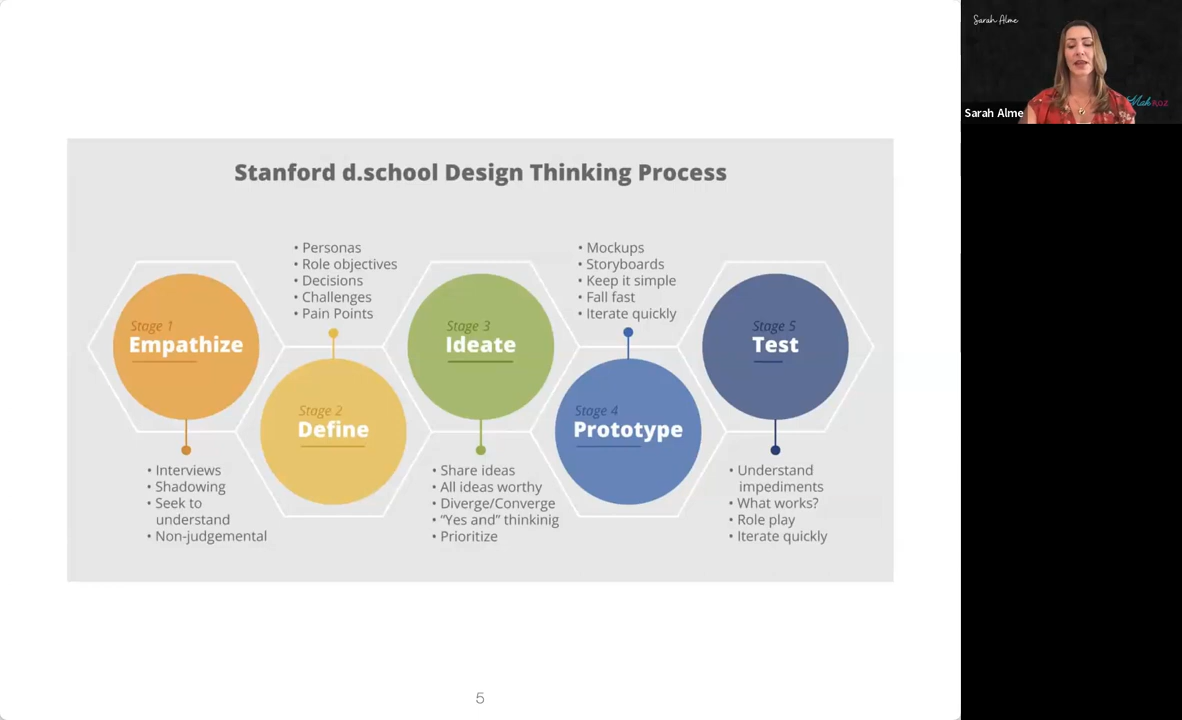 Stanford d.school Design Thinking Process
Stage 1
Empathize
• Interviews
• Shadowing
• Seek to
understand
• Non-judgemental
• Personas
• Role objectives
• Decisions
• Challenges
• Pain Points
Stage 2
Define
Stage 3
Ideate
• Share ideas
• All ideas worthy
• Diverge/Converge
• “Yes and” thinkinig
• Prioritize
• Mockups
• Storyboards
• Keep it simple
• Fall fast
• Iterate quickly
Stage 4
Prototype
Stage 5
Test
• Understand
impediments
• What works?
• Role play
• Iterate quickly
5
Sarah Alme
Sarah Alme